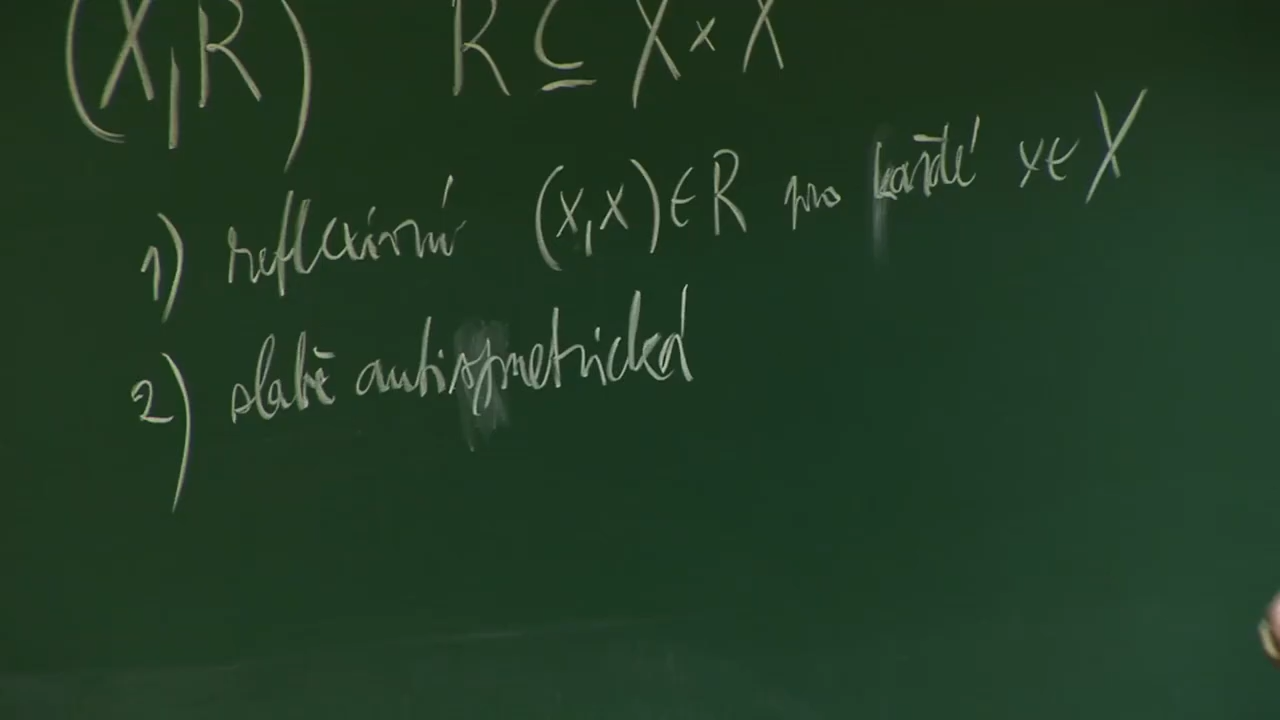 (X,R) R ⊆ X × X
1) reflexivní (x,x) ∈ R pro každé x ∈ X
2) slabě antisymetrická